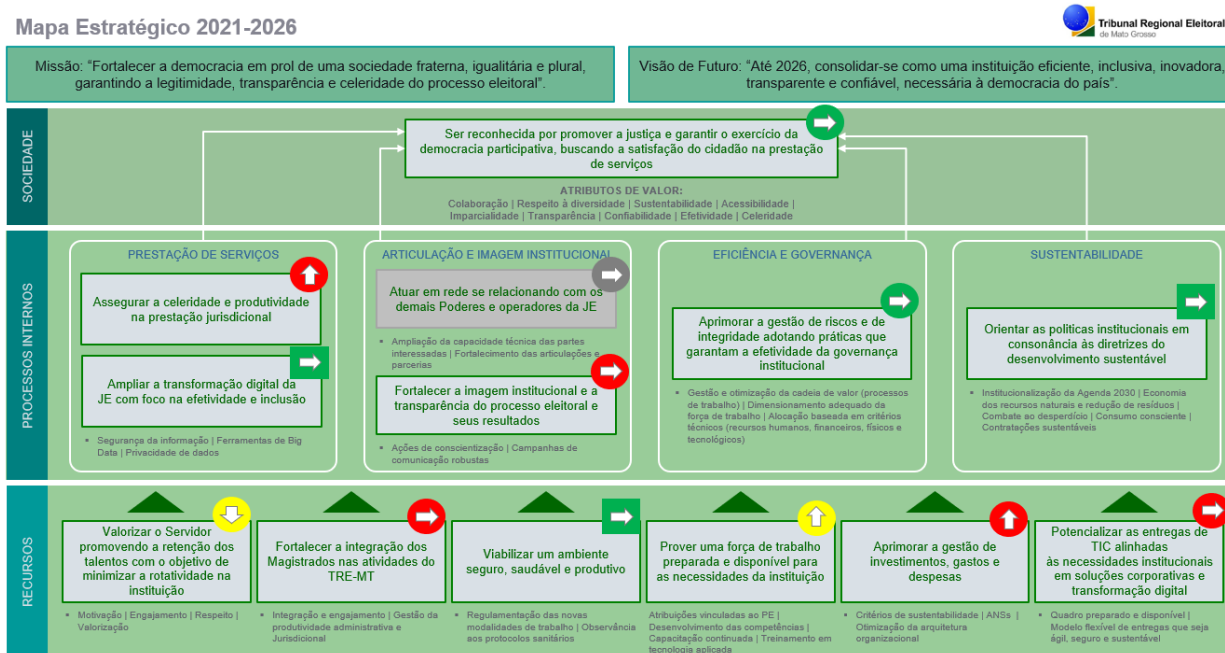 Mapa Estratégico 2021-2026
Tribunal Regional Eleitoral
de Mato Grosso
Missão: "Fortalecer a democracia em prol de uma sociedade fraterna, igualitária e plural,
garantindo a legitimidade, transparência e celeridade do processo eleitoral".
Visão de Futuro: "Até 2026, consolidar-se como uma instituição eficiente, inclusiva, inovadora,
transparente e confiável, necessária à democracia do país".
SOCIEDADE
Ser reconhecida por promover a justiça e garantir o exercício da
democracia participativa, buscando a satisfação do cidadão na prestação
de serviços
ATRIBUTOS DE VALOR:
Colaboração | Respeito à diversidade | Sustentabilidade | Acessibilidade |
Imparcialidade | Transparência | Confiabilidade | Efetividade | Celeridade
PROCESSOS INTERNOS
PRESTAÇÃO DE SERVIÇOS
Assegurar a celeridade e produtividade
na prestação jurisdicional
Ampliar a transformação digital da
JE com foco na efetividade e inclusão
▪ Segurança da informação | Ferramentas de Big
Data | Privacidade de dados
ARTICULAÇÃO E IMAGEM INSTITUCIONAL
Atuar em rede se relacionando com os
demais Poderes e operadores da JE
▪ Ampliação da capacidade técnica das partes
interessadas | Fortalecimento das articulações e
parcerias
Fortalecer a imagem institucional e a
transparência do processo eleitoral e
seus resultados
▪ Ações de conscientização | Campanhas de
comunicação robustas
EFICIÊNCIA E GOVERNANÇA
Aprimorar a gestão de riscos e de
integridade adotando práticas que
garantam a efetividade da governança
institucional
▪ Gestão e otimização da cadeia de valor (processos
de trabalho) | Dimensionamento adequado da
força de trabalho | Alocação baseada em critérios
técnicos (recursos humanos, financeiros, físicos e
tecnológicos)
SUSTENTABILIDADE
Orientar as politicas institucionais em
consonância às diretrizes do
desenvolvimento sustentável
▪ Institucionalização da Agenda 2030 | Economia
dos recursos naturais e redução de resíduos |
Combate ao desperdício | Consumo consciente |
Contratações sustentáveis
RECURSOS
Valorizar o Servidor
promovendo a retenção dos
talentos com o objetivo de
minimizar a rotatividade na
instituição
▪ Motivação | Engajamento | Respeito |
Valorização
Fortalecer a integração dos
Magistrados nas atividades do
TRE-MT
▪ Integração e engajamento | Gestão da
produtividade administrativa e
Jurisdicional
Viabilizar um ambiente
seguro, saudável e produtivo
▪ Regulamentação das novas
modalidades de trabalho | Observância
aos protocolos sanitários
Prover uma força de trabalho
preparada e disponível para
as necessidades da instituição
Atribuições vinculadas ao PE |
Desenvolvimento das competências |
Capacitação continuada | Treinamento em
tecnologia aplicada
Aprimorar a gestão de
investimentos, gastos e
despesas
▪ Critérios de sustentabilidade | ANSs |
Otimização da arquitetura
organizacional
Potencializar as entregas de
TIC alinhadas
às necessidades institucionais
em soluções corporativas e
transformação digital
▪ Quadro preparado e disponível |
Modelo flexível de entregas que seja
ágil, seguro e sustentável